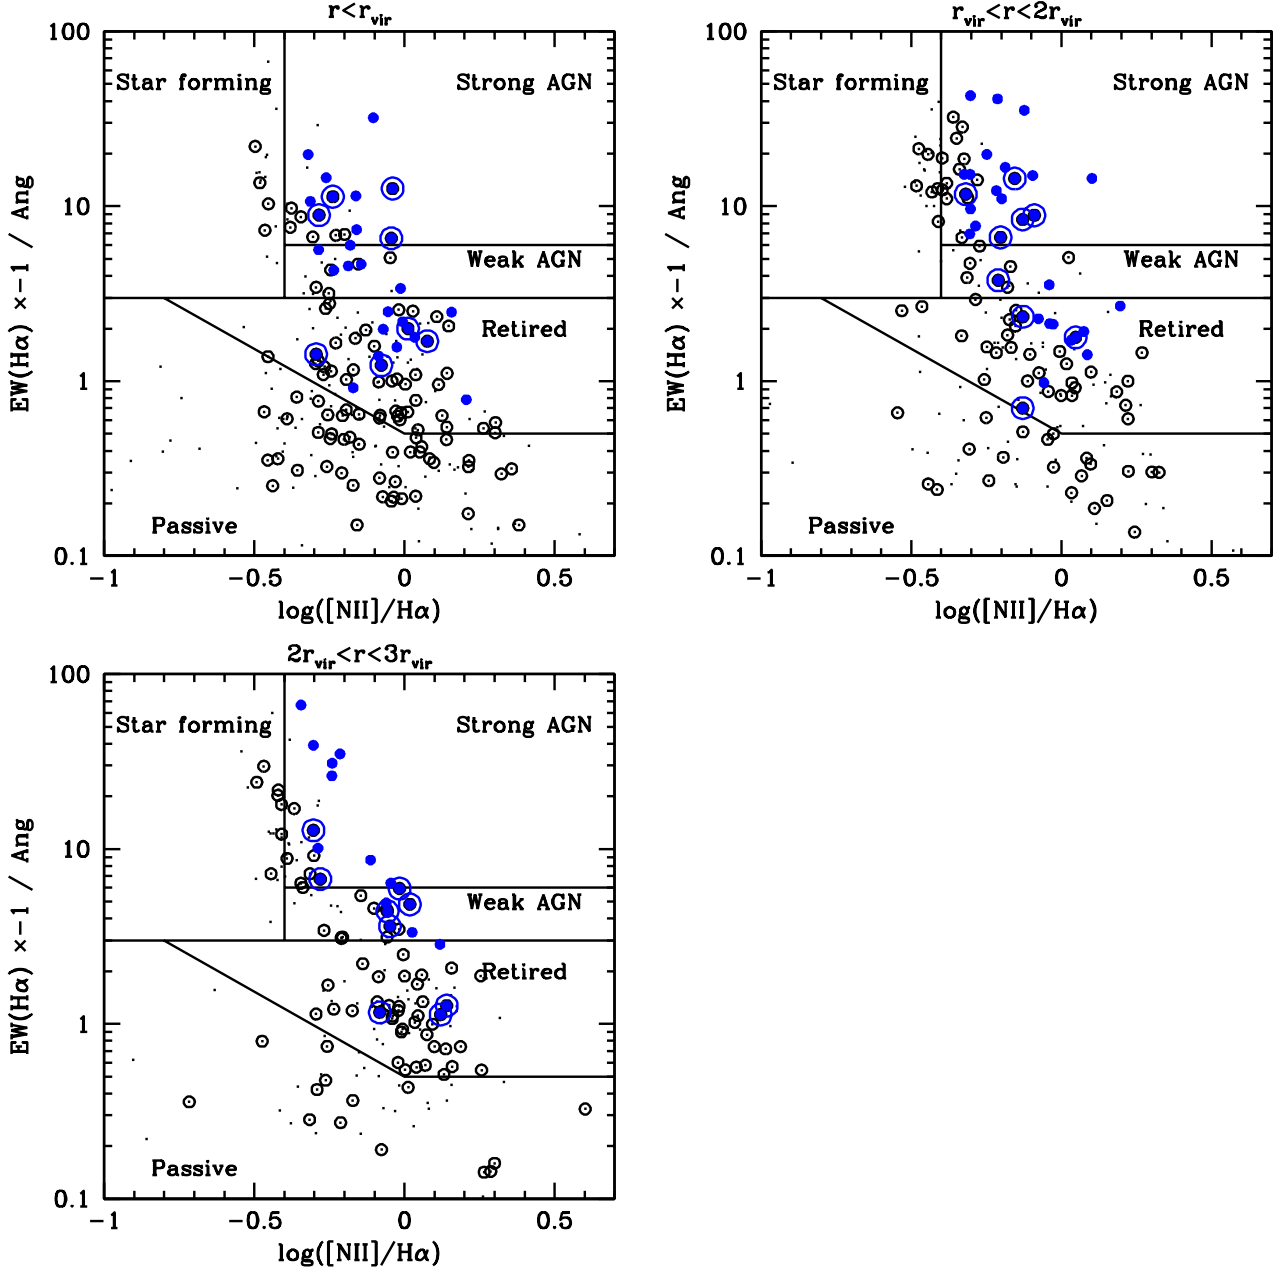 r<r_vir
100
10
1
0.1
EW(Hα) ×−1 / Ang
Star forming
Strong AGN
Weak AGN
Retired
Passive
−1
−0.5
0
0.5
log([NII]/Hα)
r_vir<r<2r_vir
100
10
1
0.1
EW(Hα) ×−1 / Ang
Star forming
Strong AGN
Weak AGN
Retired
Passive
−1
−0.5
0
0.5
log([NII]/Hα)
2r_vir<r<3r_vir
100
10
1
0.1
EW(Hα) ×−1 / Ang
Star forming
Strong AGN
Weak AGN
Retired
Passive
−1
−0.5
0
0.5
log([NII]/Hα)